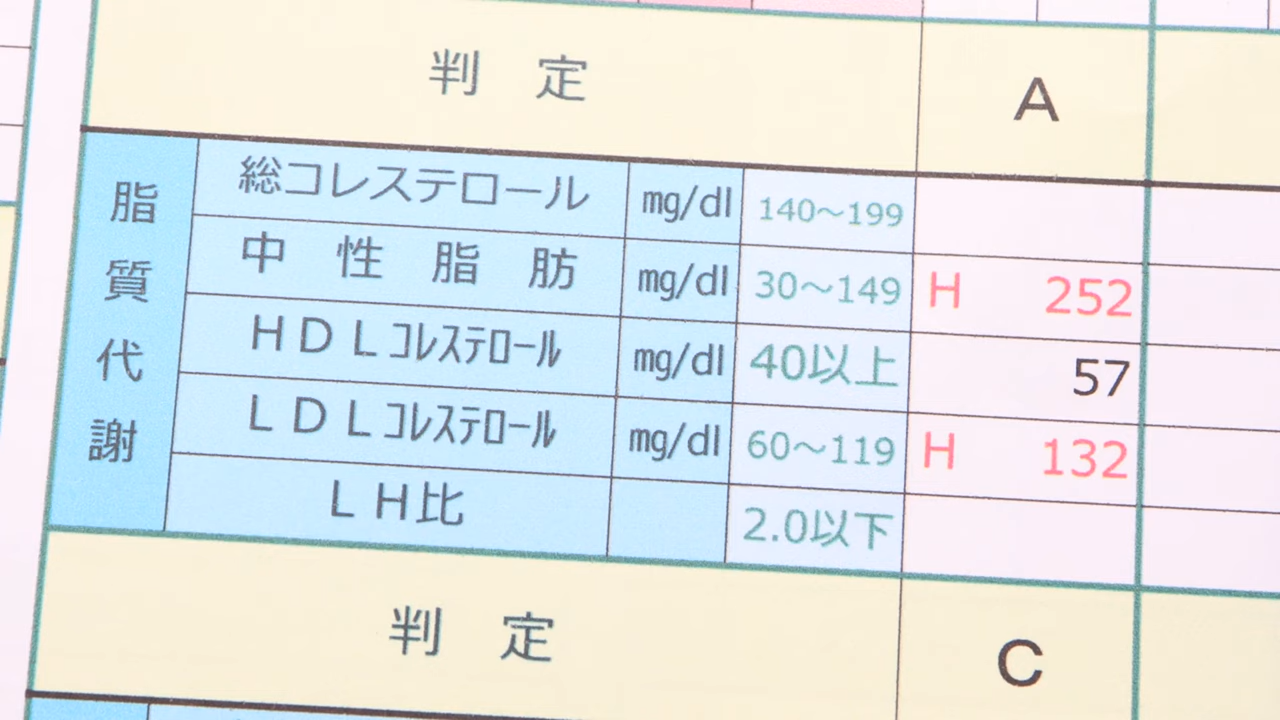 判 定 A
脂質代謝
総コレステロール mg/dl 140～199
中 性 脂 肪 mg/dl 30～149 H 252
ＨＤＬｺﾚｽﾃﾛｰﾙ mg/dl 40以上 57
ＬＤＬｺﾚｽﾃﾛｰﾙ mg/dl 60～119 H 132
ＬＨ比 2.0以下
判 定 C